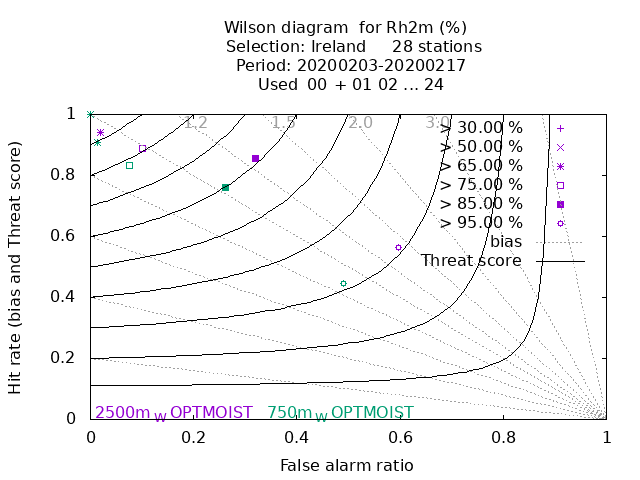 Wilson diagram  for Rh2m (%)
Selection: Ireland     28 stations
Period: 20200203-20200217
Used  00  + 01 02 ... 24
1.2 1.5 2.0 3.0
> 30.00 %
> 50.00 %
> 65.00 %
> 75.00 %
> 85.00 %
> 95.00 %
bias
Threat score
1
0.8
0.6
0.4
0.2
0
Hit rate (bias and Threat score)
2500m W OPTMOIST 750m W OPTMOIST
0 0.2 0.4 0.6 0.8 1
False alarm ratio